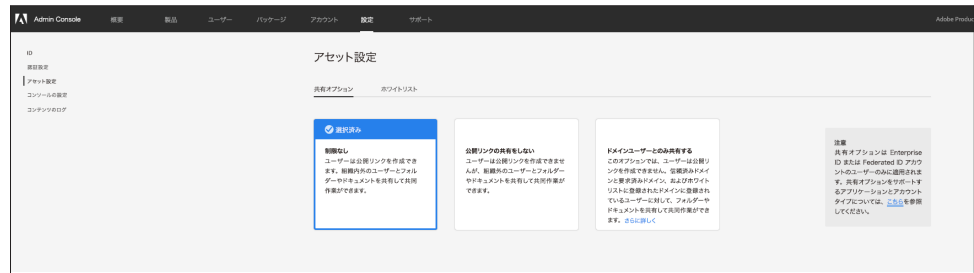 Admin Console 概要 製品 ユーザー パッケージ アカウント 設定 サポート Adobe Produc
ID
認証設定
アセット設定
コンソールの設定
コンテンツのログ
アセット設定
共有オプション ホワイトリスト
選択済み
制限なし
ユーザーは公開リンクを作成でき
ます。組織内外のユーザーとフォル
ダーやドキュメントを共有して共同
作業ができます。
公開リンクの共有をしない
ユーザーは公開リンクを作成できませ
んが、組織外のユーザーとフォルダー
やドキュメントを共有して共同作業が
できます。
ドメインユーザーとのみ共有する
このオプションでは、ユーザーは公開リ
ンクを作成できません。信頼済みドメイ
ンと要求済みドメイン、およびホワイト
リストに登録されたドメインに登録され
ているユーザーに対して、フォルダーや
ドキュメントを共有して共同作業ができ
ます。さらに詳しく
注意
共有オプションは Enterprise
ID または Federated ID アカウ
ントのユーザーのみに適用されま
す。共有オプションをサポートす
るアプリケーションとアカウント
タイプについては、こちらを参照
してください。